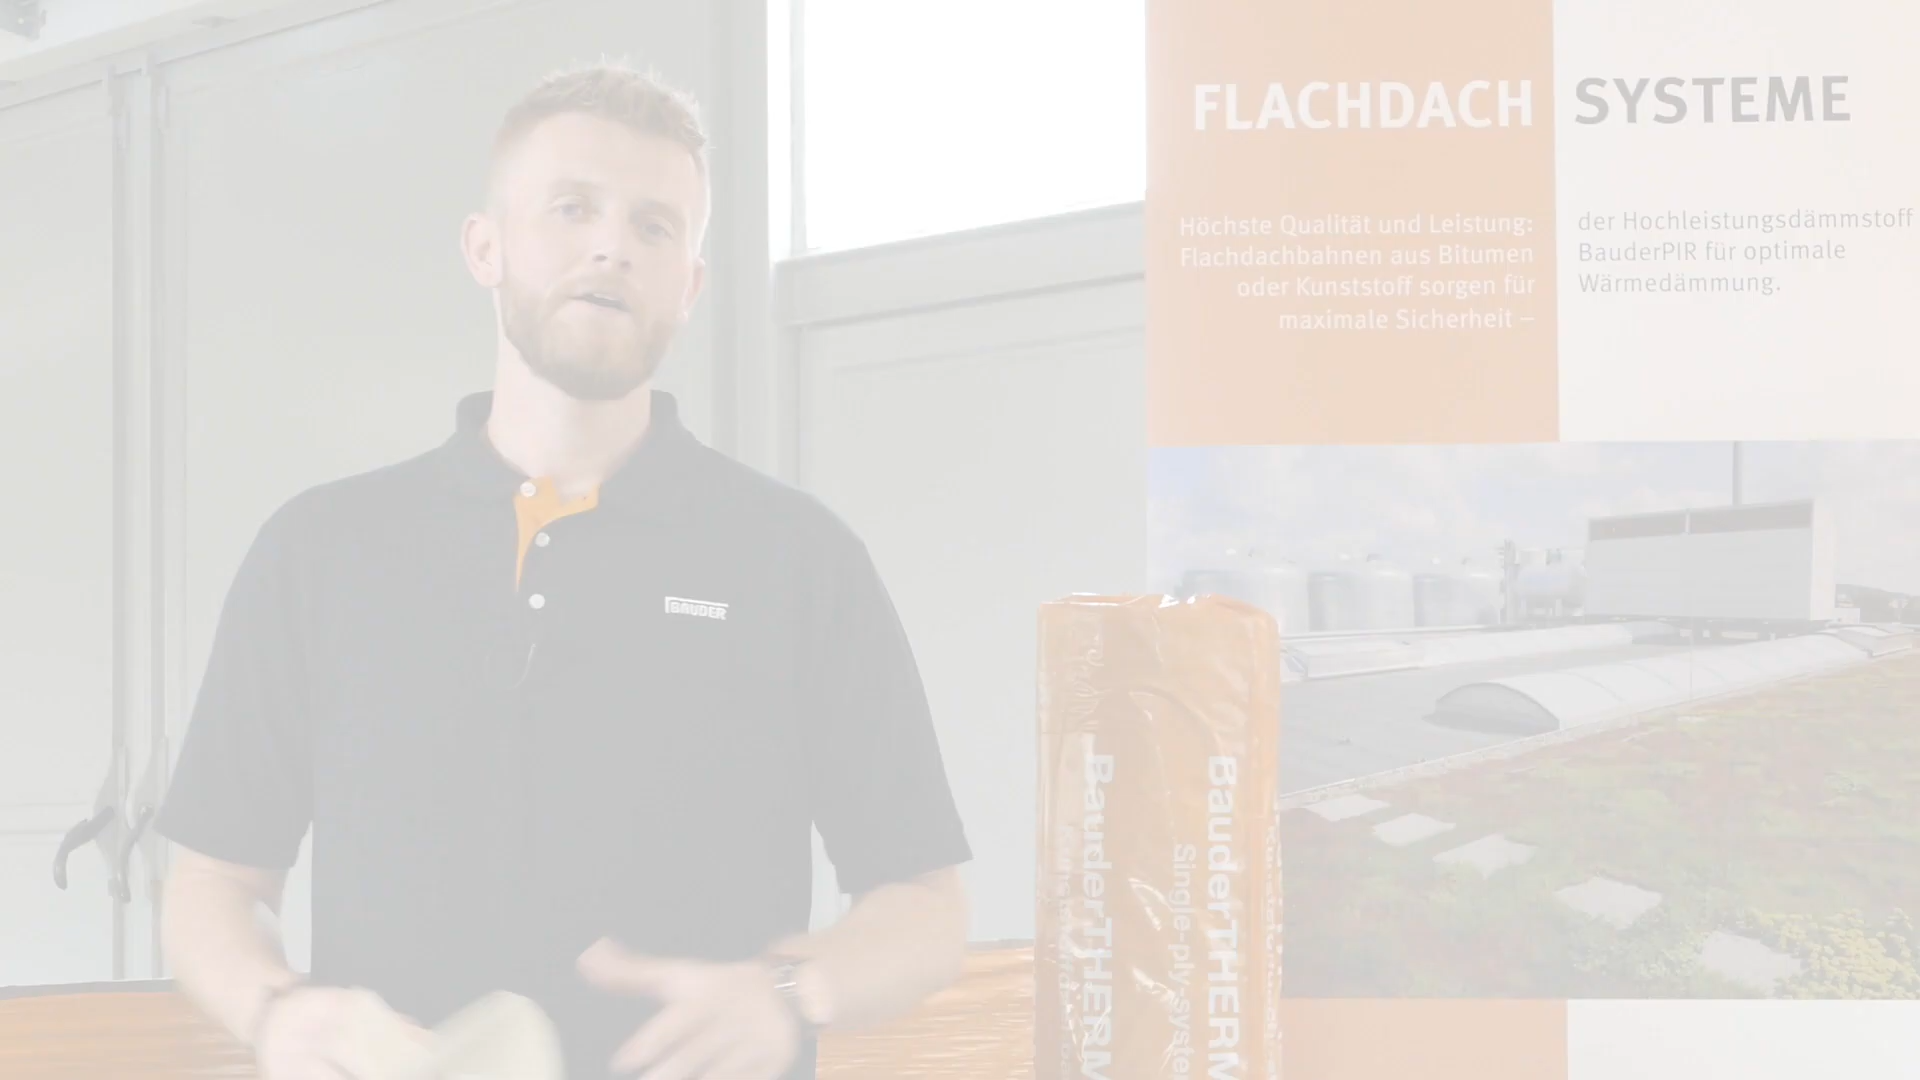 FLACHDACH SYSTEME
Höchste Qualität und Leistung:
Flachdachbahnen aus Bitumen
oder Kunststoff sorgen für
maximale Sicherheit –
der Hochleistungsdämmstoff
BauderPIR für optimale
Wärmedämmung.
BAUDER
BauderTHERM
BauderTHERM
Single-ply-syste